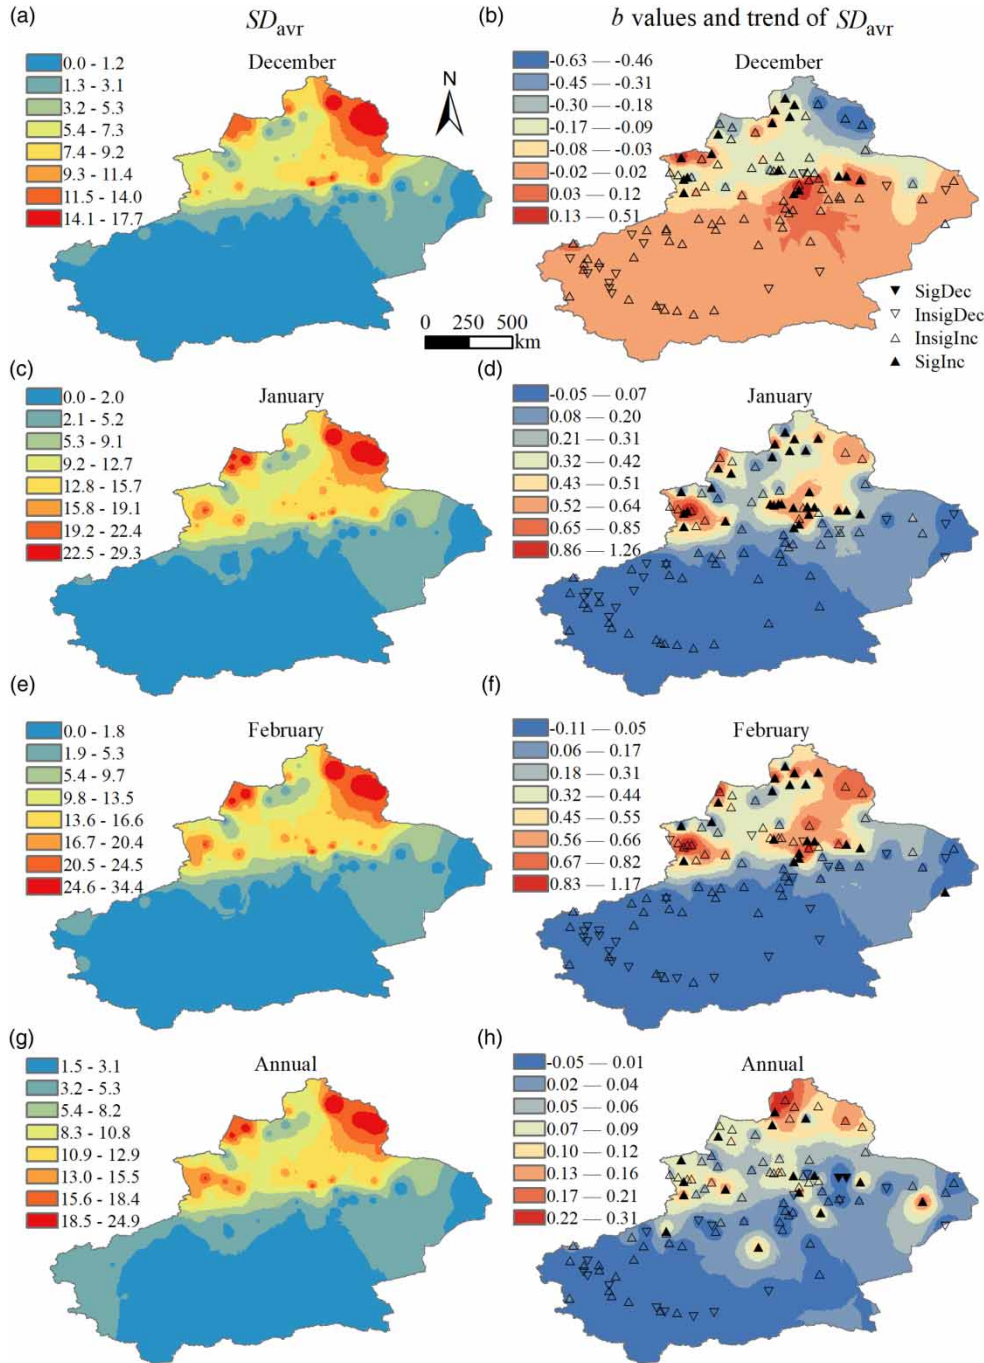 (a)
SD_avr
December
0.0 - 1.2
1.3 - 3.1
3.2 - 5.3
5.4 - 7.3
7.4 - 9.2
9.3 - 11.4
11.5 - 14.0
14.1 - 17.7
N
0 250 500
km
(b)
b values and trend of SD_avr
December
-0.63 — -0.46
-0.45 — -0.31
-0.30 — -0.18
-0.17 — -0.09
-0.08 — -0.03
-0.02 — 0.02
0.03 — 0.12
0.13 — 0.51
SigDec
InsigDec
InsigInc
SigInc
(c)
January
0.0 - 2.0
2.1 - 5.2
5.3 - 9.1
9.2 - 12.7
12.8 - 15.7
15.8 - 19.1
19.2 - 22.4
22.5 - 29.3
(d)
January
-0.05 — 0.07
0.08 — 0.20
0.21 — 0.31
0.32 — 0.42
0.43 — 0.51
0.52 — 0.64
0.65 — 0.85
0.86 — 1.26
(e)
February
0.0 - 1.8
1.9 - 5.3
5.4 - 9.7
9.8 - 13.5
13.6 - 16.6
16.7 - 20.4
20.5 - 24.5
24.6 - 34.4
(f)
February
-0.11 — 0.05
0.06 — 0.17
0.18 — 0.31
0.32 — 0.44
0.45 — 0.55
0.56 — 0.66
0.67 — 0.82
0.83 — 1.17
(g)
Annual
1.5 - 3.1
3.2 - 5.3
5.4 - 8.2
8.3 - 10.8
10.9 - 12.9
13.0 - 15.5
15.6 - 18.4
18.5 - 24.9
(h)
Annual
-0.05 — 0.01
0.02 — 0.04
0.05 — 0.06
0.07 — 0.09
0.10 — 0.12
0.13 — 0.16
0.17 — 0.21
0.22 — 0.31